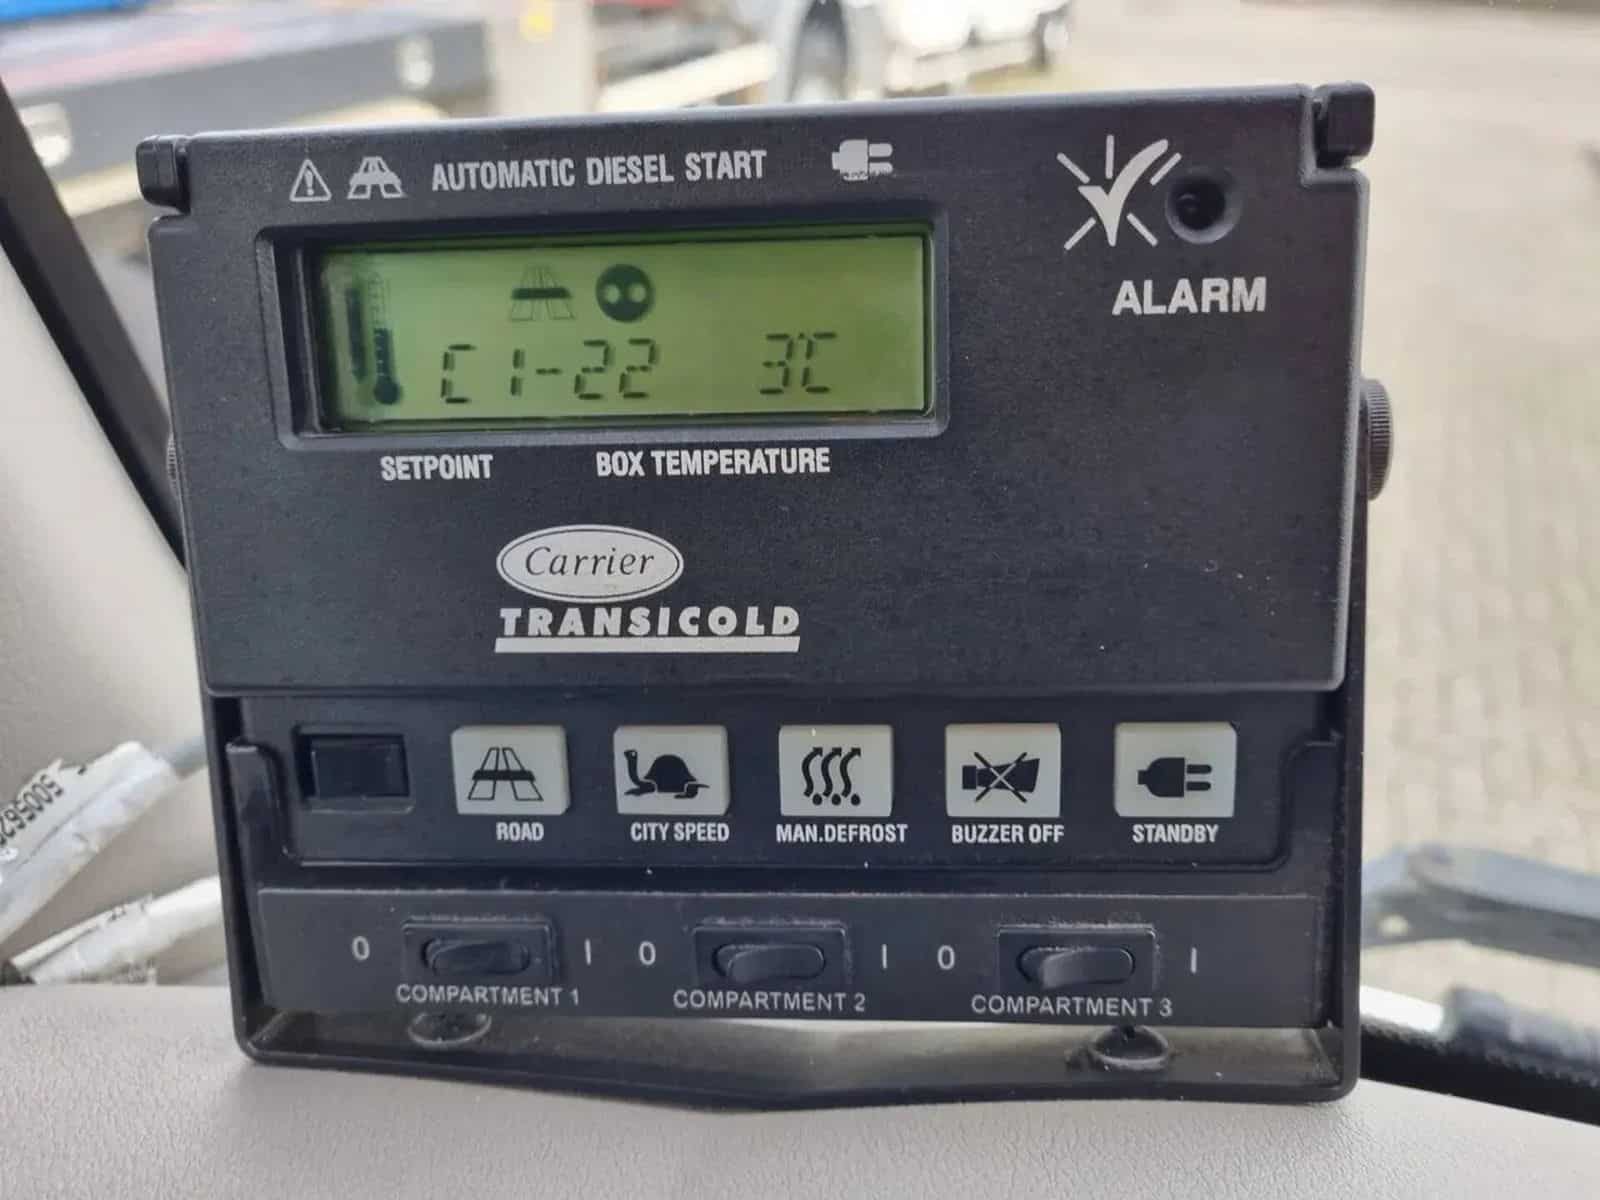 AUTOMATIC DIESEL START
ALARM
C1-22 3°C
SETPOINT BOX TEMPERATURE
Carrier
TRANSICOLD
ROAD CITY SPEED MAN.DEFROST BUZZER OFF STANDBY
0 I 0 I 0 I
COMPARTMENT 1 COMPARTMENT 2 COMPARTMENT 3